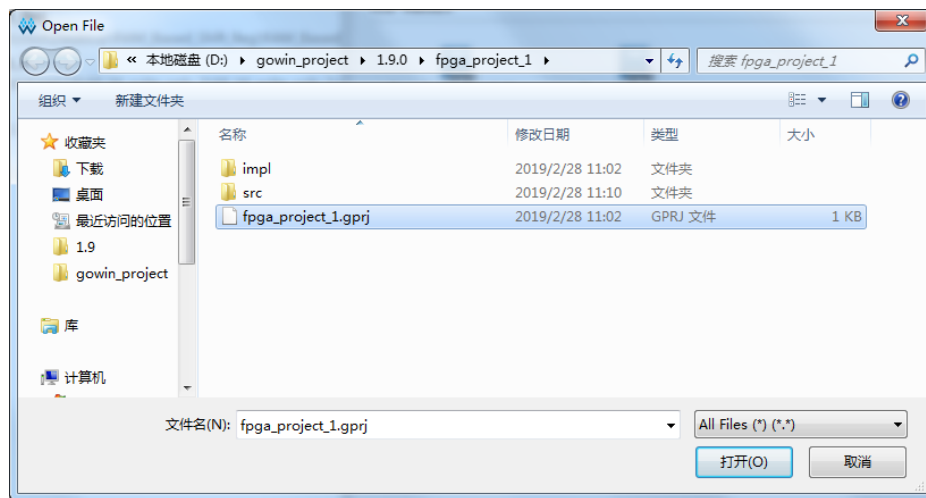 Open File
« 本地磁盘 (D:) gowin_project 1.9.0 fpga_project_1
搜索 fpga_project_1
组织 新建文件夹
名称 修改日期 类型 大小
收藏夹
下载
桌面
最近访问的位置
1.9
gowin_project
库
计算机
impl 2019/2/28 11:02 文件夹
src 2019/2/28 11:10 文件夹
fpga_project_1.gprj 2019/2/28 11:02 GPRJ 文件 1 KB
文件名(N): fpga_project_1.gprj All Files (*) (*.*)
打开(O) 取消